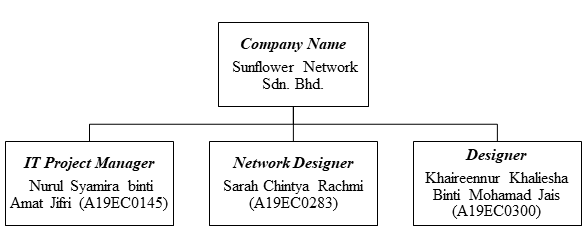 Company Name
Sunflower Network
Sdn. Bhd.
IT Project Manager
Nurul Syamira binti
Amat Jifri (A19EC0145)
Network Designer
Sarah Chintya Rachmi
(A19EC0283)
Designer
Khaireennur Khaliesha
Binti Mohamad Jais
(A19EC0300)